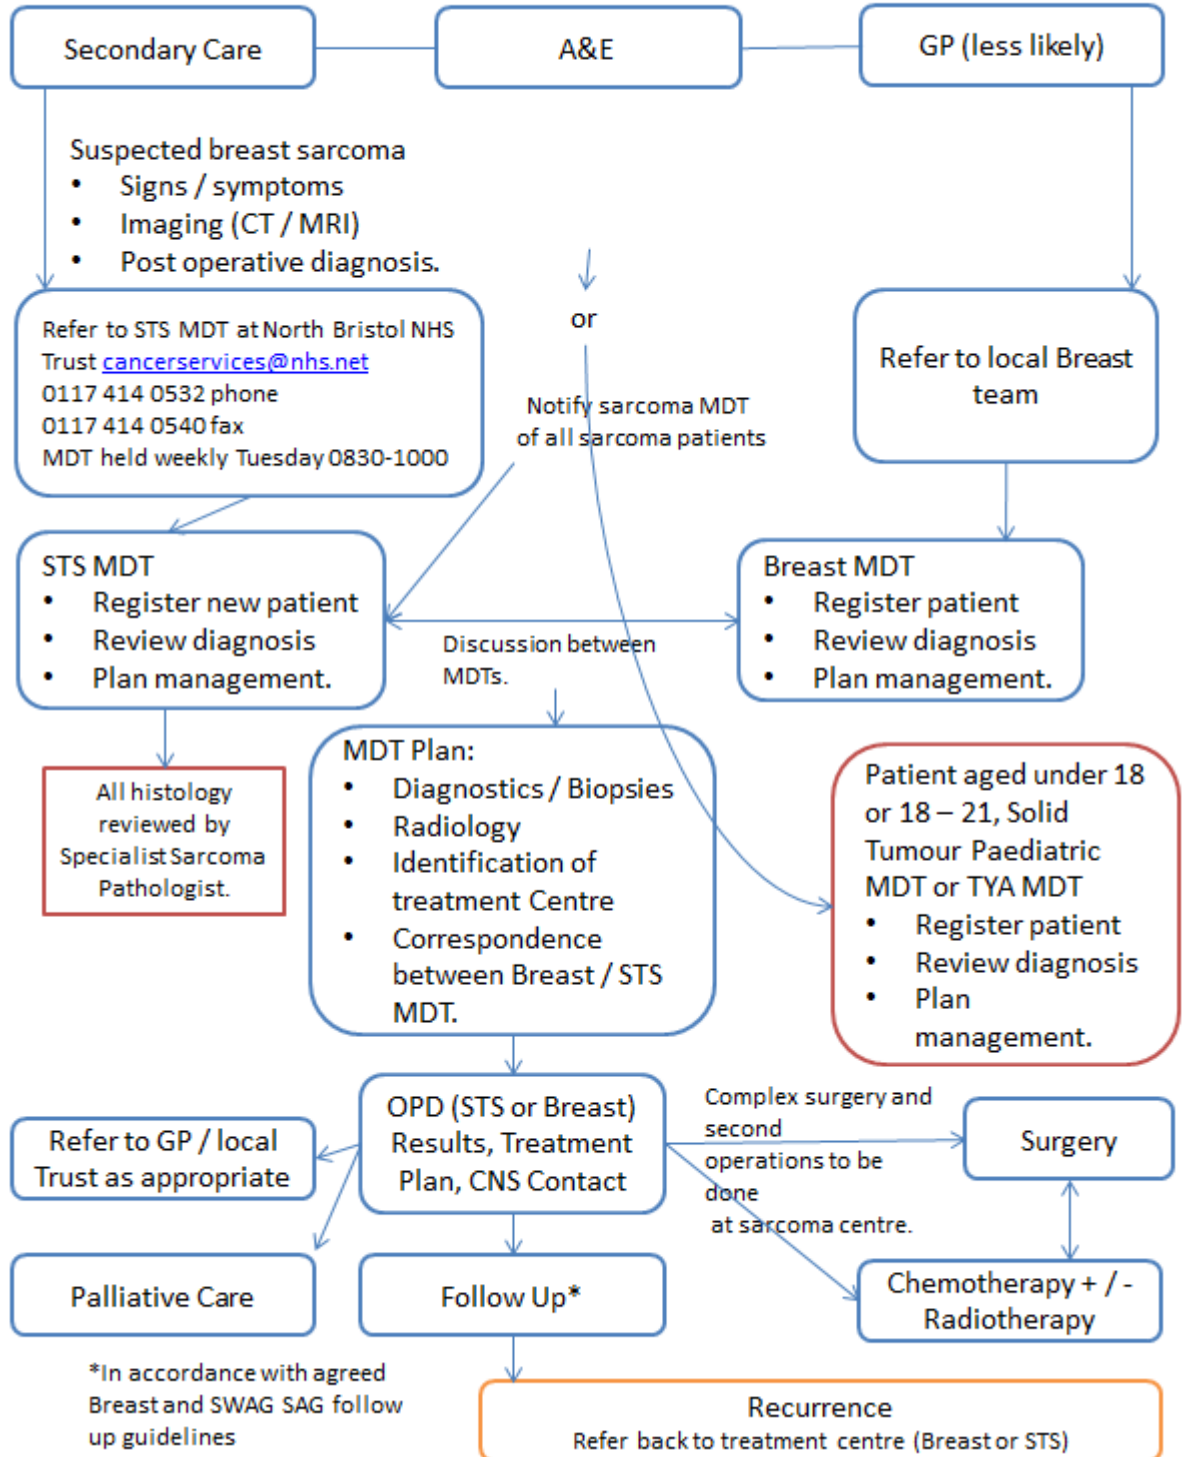 Secondary Care
A&E
GP (less likely)
Suspected breast sarcoma
• Signs / symptoms
• Imaging (CT / MRI)
• Post operative diagnosis.
or
Refer to STS MDT at North Bristol NHS
Trust cancerservices@nhs.net
0117 414 0532 phone
0117 414 0540 fax
MDT held weekly Tuesday 0830-1000
Notify sarcoma MDT
of all sarcoma patients
Refer to local Breast
team
STS MDT
• Register new patient
• Review diagnosis
• Plan management.
Discussion between
MDTs.
Breast MDT
• Register patient
• Review diagnosis
• Plan management.
All histology
reviewed by
Specialist Sarcoma
Pathologist.
MDT Plan:
• Diagnostics / Biopsies
• Radiology
• Identification of
treatment Centre
• Correspondence
between Breast / STS
MDT.
Patient aged under 18
or 18 – 21, Solid
Tumour Paediatric
MDT or TYA MDT
• Register patient
• Review diagnosis
• Plan
management.
Refer to GP / local
Trust as appropriate
OPD (STS or Breast)
Results, Treatment
Plan, CNS Contact
Complex surgery and
second
operations to be
done
at sarcoma centre.
Surgery
Palliative Care
Follow Up*
Chemotherapy + / -
Radiotherapy
*In accordance with agreed
Breast and SWAG SAG follow
up guidelines
Recurrence
Refer back to treatment centre (Breast or STS)